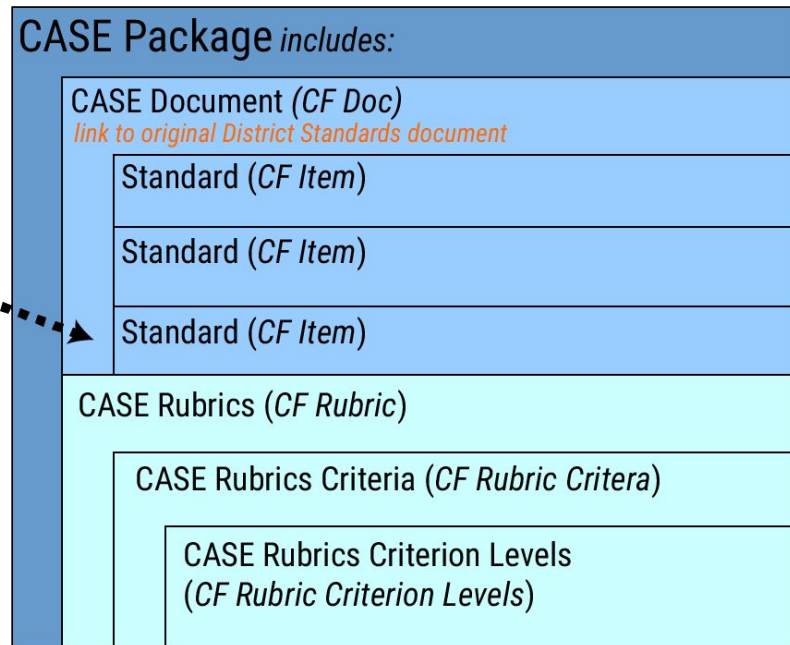 CASE Package includes:
CASE Document (CF Doc)
link to original District Standards document
Standard (CF Item)
Standard (CF Item)
Standard (CF Item)
CASE Rubrics (CF Rubric)
CASE Rubrics Criteria (CF Rubric Critera)
CASE Rubrics Criterion Levels
(CF Rubric Criterion Levels)